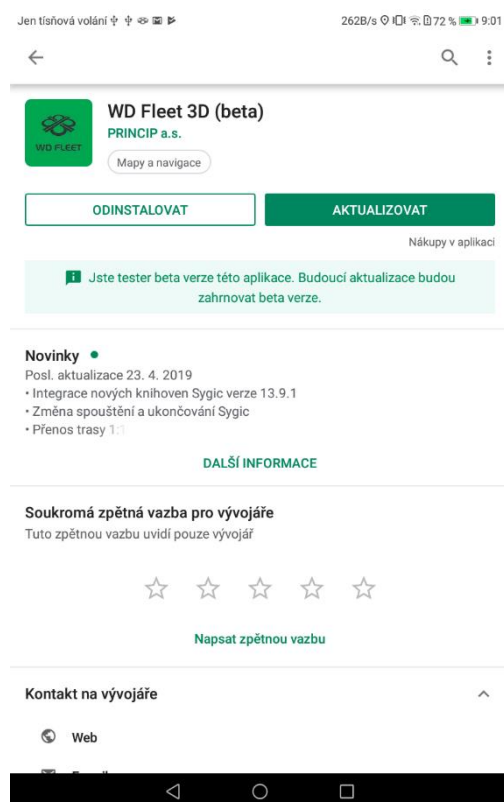 Jen tísňová volání 262B/s 72 % 9:01
WD FLEET
WD Fleet 3D (beta)
PRINCIP a.s.
Mapy a navigace
ODINSTALOVAT AKTUALIZOVAT
Nákupy v aplikaci
Jste tester beta verze této aplikace. Budoucí aktualizace budou
zahrnovat beta verze.
Novinky
Posl. aktualizace 23. 4. 2019
• Integrace nových knihoven Sygic verze 13.9.1
• Změna spouštění a ukončování Sygic
• Přenos trasy 1:
DALŠÍ INFORMACE
Soukromá zpětná vazba pro vývojáře
Tuto zpětnou vazbu uvidí pouze vývojář
Napsat zpětnou vazbu
Kontakt na vývojáře
Web